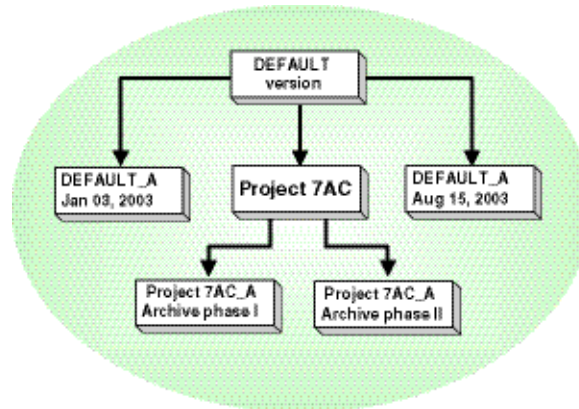 DEFAULT
version
DEFAULT_A
Jan 03, 2003
Project 7AC
DEFAULT_A
Aug 15, 2003
Project 7AC_A
Archive phase I
Project 7AC_A
Archive phase II